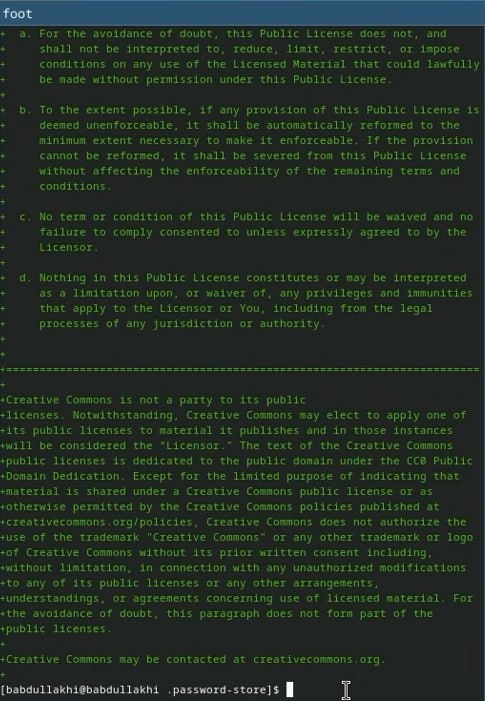 foot
+  a. For the avoidance of doubt, this Public License does not, and
+     shall not be interpreted to, reduce, limit, restrict, or impose
+     conditions on any use of the Licensed Material that could lawfully
+     be made without permission under this Public License.
+
+  b. To the extent possible, if any provision of this Public License is
+     deemed unenforceable, it shall be automatically reformed to the
+     minimum extent necessary to make it enforceable. If the provision
+     cannot be reformed, it shall be severed from this Public License
+     without affecting the enforceability of the remaining terms and
+     conditions.
+
+  c. No term or condition of this Public License will be waived and no
+     failure to comply consented to unless expressly agreed to by the
+     Licensor.
+
+  d. Nothing in this Public License constitutes or may be interpreted
+     as a limitation upon, or waiver of, any privileges and immunities
+     that apply to the Licensor or You, including from the legal
+     processes of any jurisdiction or authority.
+
+
+=======================================================================
+
+Creative Commons is not a party to its public
+licenses. Notwithstanding, Creative Commons may elect to apply one of
+its public licenses to material it publishes and in those instances
+will be considered the "Licensor." The text of the Creative Commons
+public licenses is dedicated to the public domain under the CC0 Public
+Domain Dedication. Except for the limited purpose of indicating that
+material is shared under a Creative Commons public license or as
+otherwise permitted by the Creative Commons policies published at
+creativecommons.org/policies, Creative Commons does not authorize the
+use of the trademark "Creative Commons" or any other trademark or logo
+of Creative Commons without its prior written consent including,
+without limitation, in connection with any unauthorized modifications
+to any of its public licenses or any other arrangements,
+understandings, or agreements concerning use of licensed material. For
+the avoidance of doubt, this paragraph does not form part of the
+public licenses.
+
+Creative Commons may be contacted at creativecommons.org.
+
[babdullakhi@babdullakhi .password-store]$